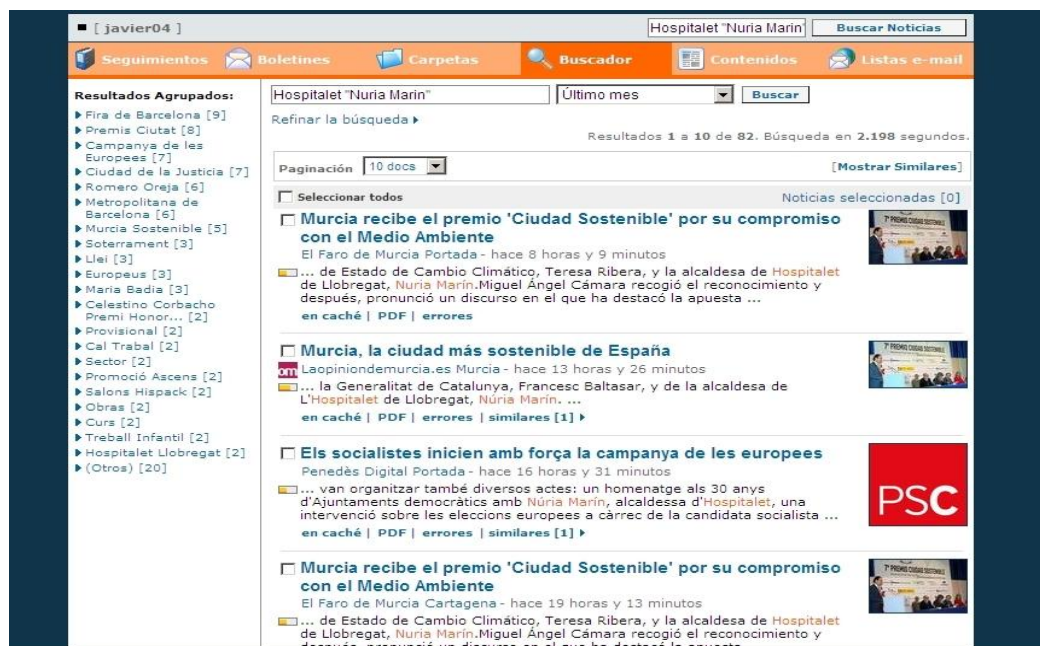 [ javier04 ]
Hospitalet "Nuria Marin"
Buscar Noticias
Seguimientos
Boletines
Carpetas
Buscador
Contenidos
Listas e-mail
Resultados Agrupados:
Fira de Barcelona [9]
Premis Ciutat [8]
Campanya de les
Europees [7]
Ciudad de la Justicia [7]
Romero Oreja [6]
Metropolitana de
Barcelona [6]
Murcia Sostenible [5]
Soterrament [3]
Llei [3]
Europeus [3]
Maria Badia [3]
Celestino Corbacho
Premi Honor... [2]
Provisional [2]
Cal Trabal [2]
Sector [2]
Promoció Ascens [2]
Salons Hispack [2]
Obras [2]
Curs [2]
Treball Infantil [2]
Hospitalet Llobregat [2]
(Otros) [20]
Hospitalet "Nuria Marin"
Último mes
Buscar
Refinar la búsqueda
Resultados 1 a 10 de 82. Búsqueda en 2.198 segundos.
Paginación
10 docs
[Mostrar Similares]
Seleccionar todos
Noticias seleccionadas [0]
Murcia recibe el premio 'Ciudad Sostenible' por su compromiso
con el Medio Ambiente
El Faro de Murcia Portada - hace 8 horas y 9 minutos
... de Estado de Cambio Climático, Teresa Ribera, y la alcaldesa de Hospitalet
de Llobregat, Nuria Marín.Miguel Ángel Cámara recogió el reconocimiento y
después, pronunció un discurso en el que ha destacó la apuesta ...
en caché | PDF | errores
Murcia, la ciudad más sostenible de España
om Laopiniondemurcia.es Murcia - hace 13 horas y 26 minutos
... la Generalitat de Catalunya, Francesc Baltasar, y de la alcaldesa de
L'Hospitalet de Llobregat, Núria Marín. ...
en caché | PDF | errores | similares [1]
Els socialistes inicien amb força la campanya de les europees
Penedès Digital Portada - hace 16 horas y 31 minutos
... van organitzar també diversos actes: un homenatge als 30 anys
d'Ajuntaments democràtics amb Núria Marín, alcaldessa d'Hospitalet, una
intervenció sobre les eleccions europees a càrrec de la candidata socialista ...
en caché | PDF | errores | similares [1]
PSC
Murcia recibe el premio 'Ciudad Sostenible' por su compromiso
con el Medio Ambiente
El Faro de Murcia Cartagena - hace 19 horas y 13 minutos
... de Estado de Cambio Climático, Teresa Ribera, y la alcaldesa de Hospitalet
de Llobregat, Nuria Marín.Miguel Ángel Cámara recogió el reconocimiento y
después, pronunció un discurso en el que ha destacó la apuesta